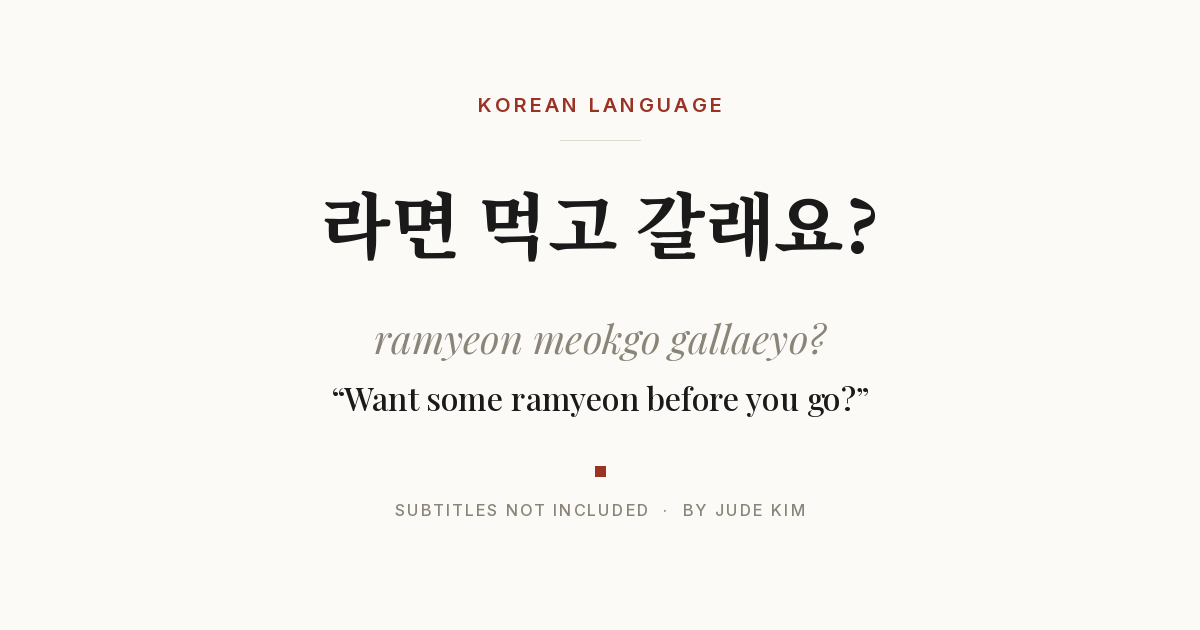 KOREAN LANGUAGE
라면 먹고 갈래요?
ramyeon meokgo gallaeyo?
“Want some ramyeon before you go?”
SUBTITLES NOT INCLUDED · BY JUDE KIM